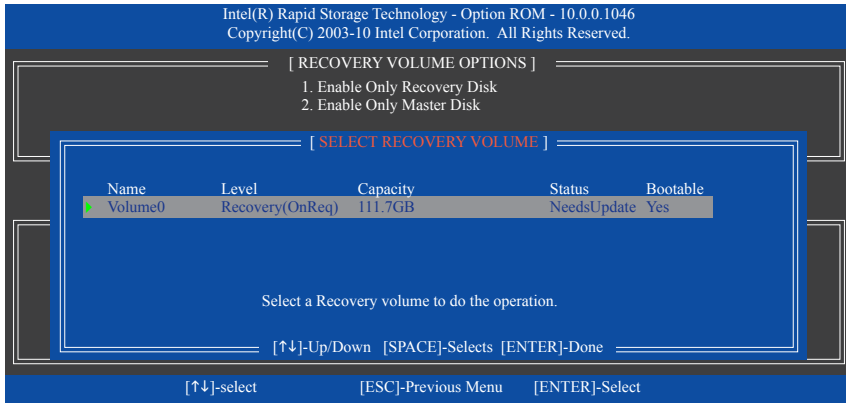 Intel(R) Rapid Storage Technology - Option ROM - 10.0.0.1046
Copyright(C) 2003-10 Intel Corporation.  All Rights Reserved.
[ RECOVERY VOLUME OPTIONS ]
1. Enable Only Recovery Disk
2. Enable Only Master Disk
[ SELECT RECOVERY VOLUME ]
Name Level Capacity Status Bootable
Volume0 Recovery(OnReq) 111.7GB NeedsUpdate Yes
Select a Recovery volume to do the operation.
[↑↓]-Up/Down [SPACE]-Selects [ENTER]-Done
[↑↓]-select [ESC]-Previous Menu [ENTER]-Select